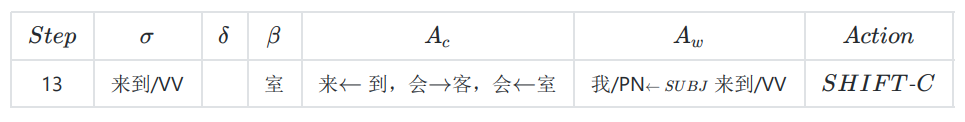 Step σ δ β A_c A_w Action
13 来到/VV 室 来← 到，会→客，会←室 我/PN←SUBJ 来到/VV SHIFT-C